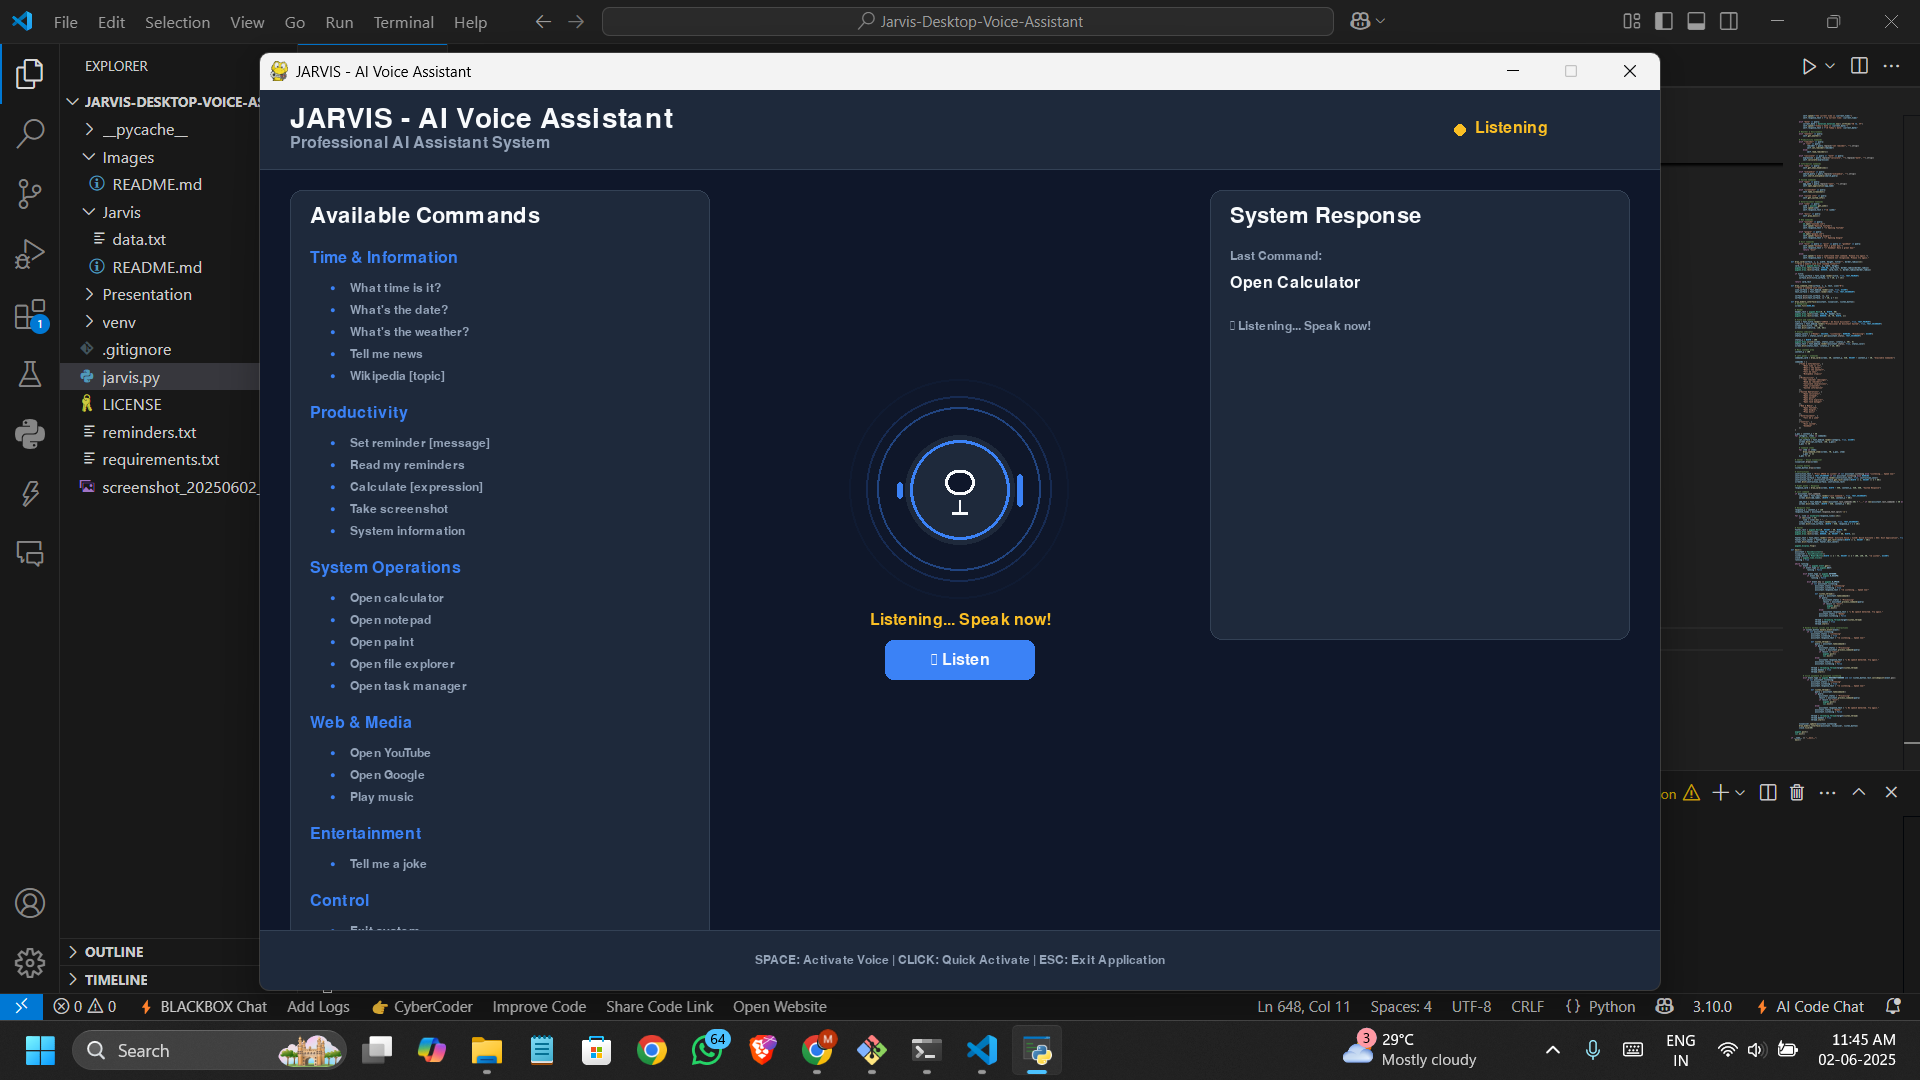 File Edit Selection View Go Run Terminal Help
Jarvis-Desktop-Voice-Assistant
EXPLORER
JARVIS-DESKTOP-VOICE-AS
__pycache__
Images
README.md
Jarvis
data.txt
README.md
Presentation
venv
.gitignore
jarvis.py
LICENSE
reminders.txt
requirements.txt
screenshot_20250602_
1
OUTLINE
TIMELINE
JARVIS - AI Voice Assistant
JARVIS - AI Voice Assistant
Professional AI Assistant System
Listening
Available Commands
Time & Information
• What time is it?
• What's the date?
• What's the weather?
• Tell me news
• Wikipedia [topic]
Productivity
• Set reminder [message]
• Read my reminders
• Calculate [expression]
• Take screenshot
• System information
System Operations
• Open calculator
• Open notepad
• Open paint
• Open file explorer
• Open task manager
Web & Media
• Open YouTube
• Open Google
• Play music
Entertainment
• Tell me a joke
Control
• Exit system
Listening... Speak now!
Listen
System Response
Last Command:
Open Calculator
Listening... Speak now!
SPACE: Activate Voice | CLICK: Quick Activate | ESC: Exit Application
on
0 0 BLACKBOX Chat Add Logs CyberCoder Improve Code Share Code Link Open Website
Ln 648, Col 11 Spaces: 4 UTF-8 CRLF {} Python 3.10.0 AI Code Chat
Search
64
M
3
29°C
Mostly cloudy
ENG
IN
11:45 AM
02-06-2025